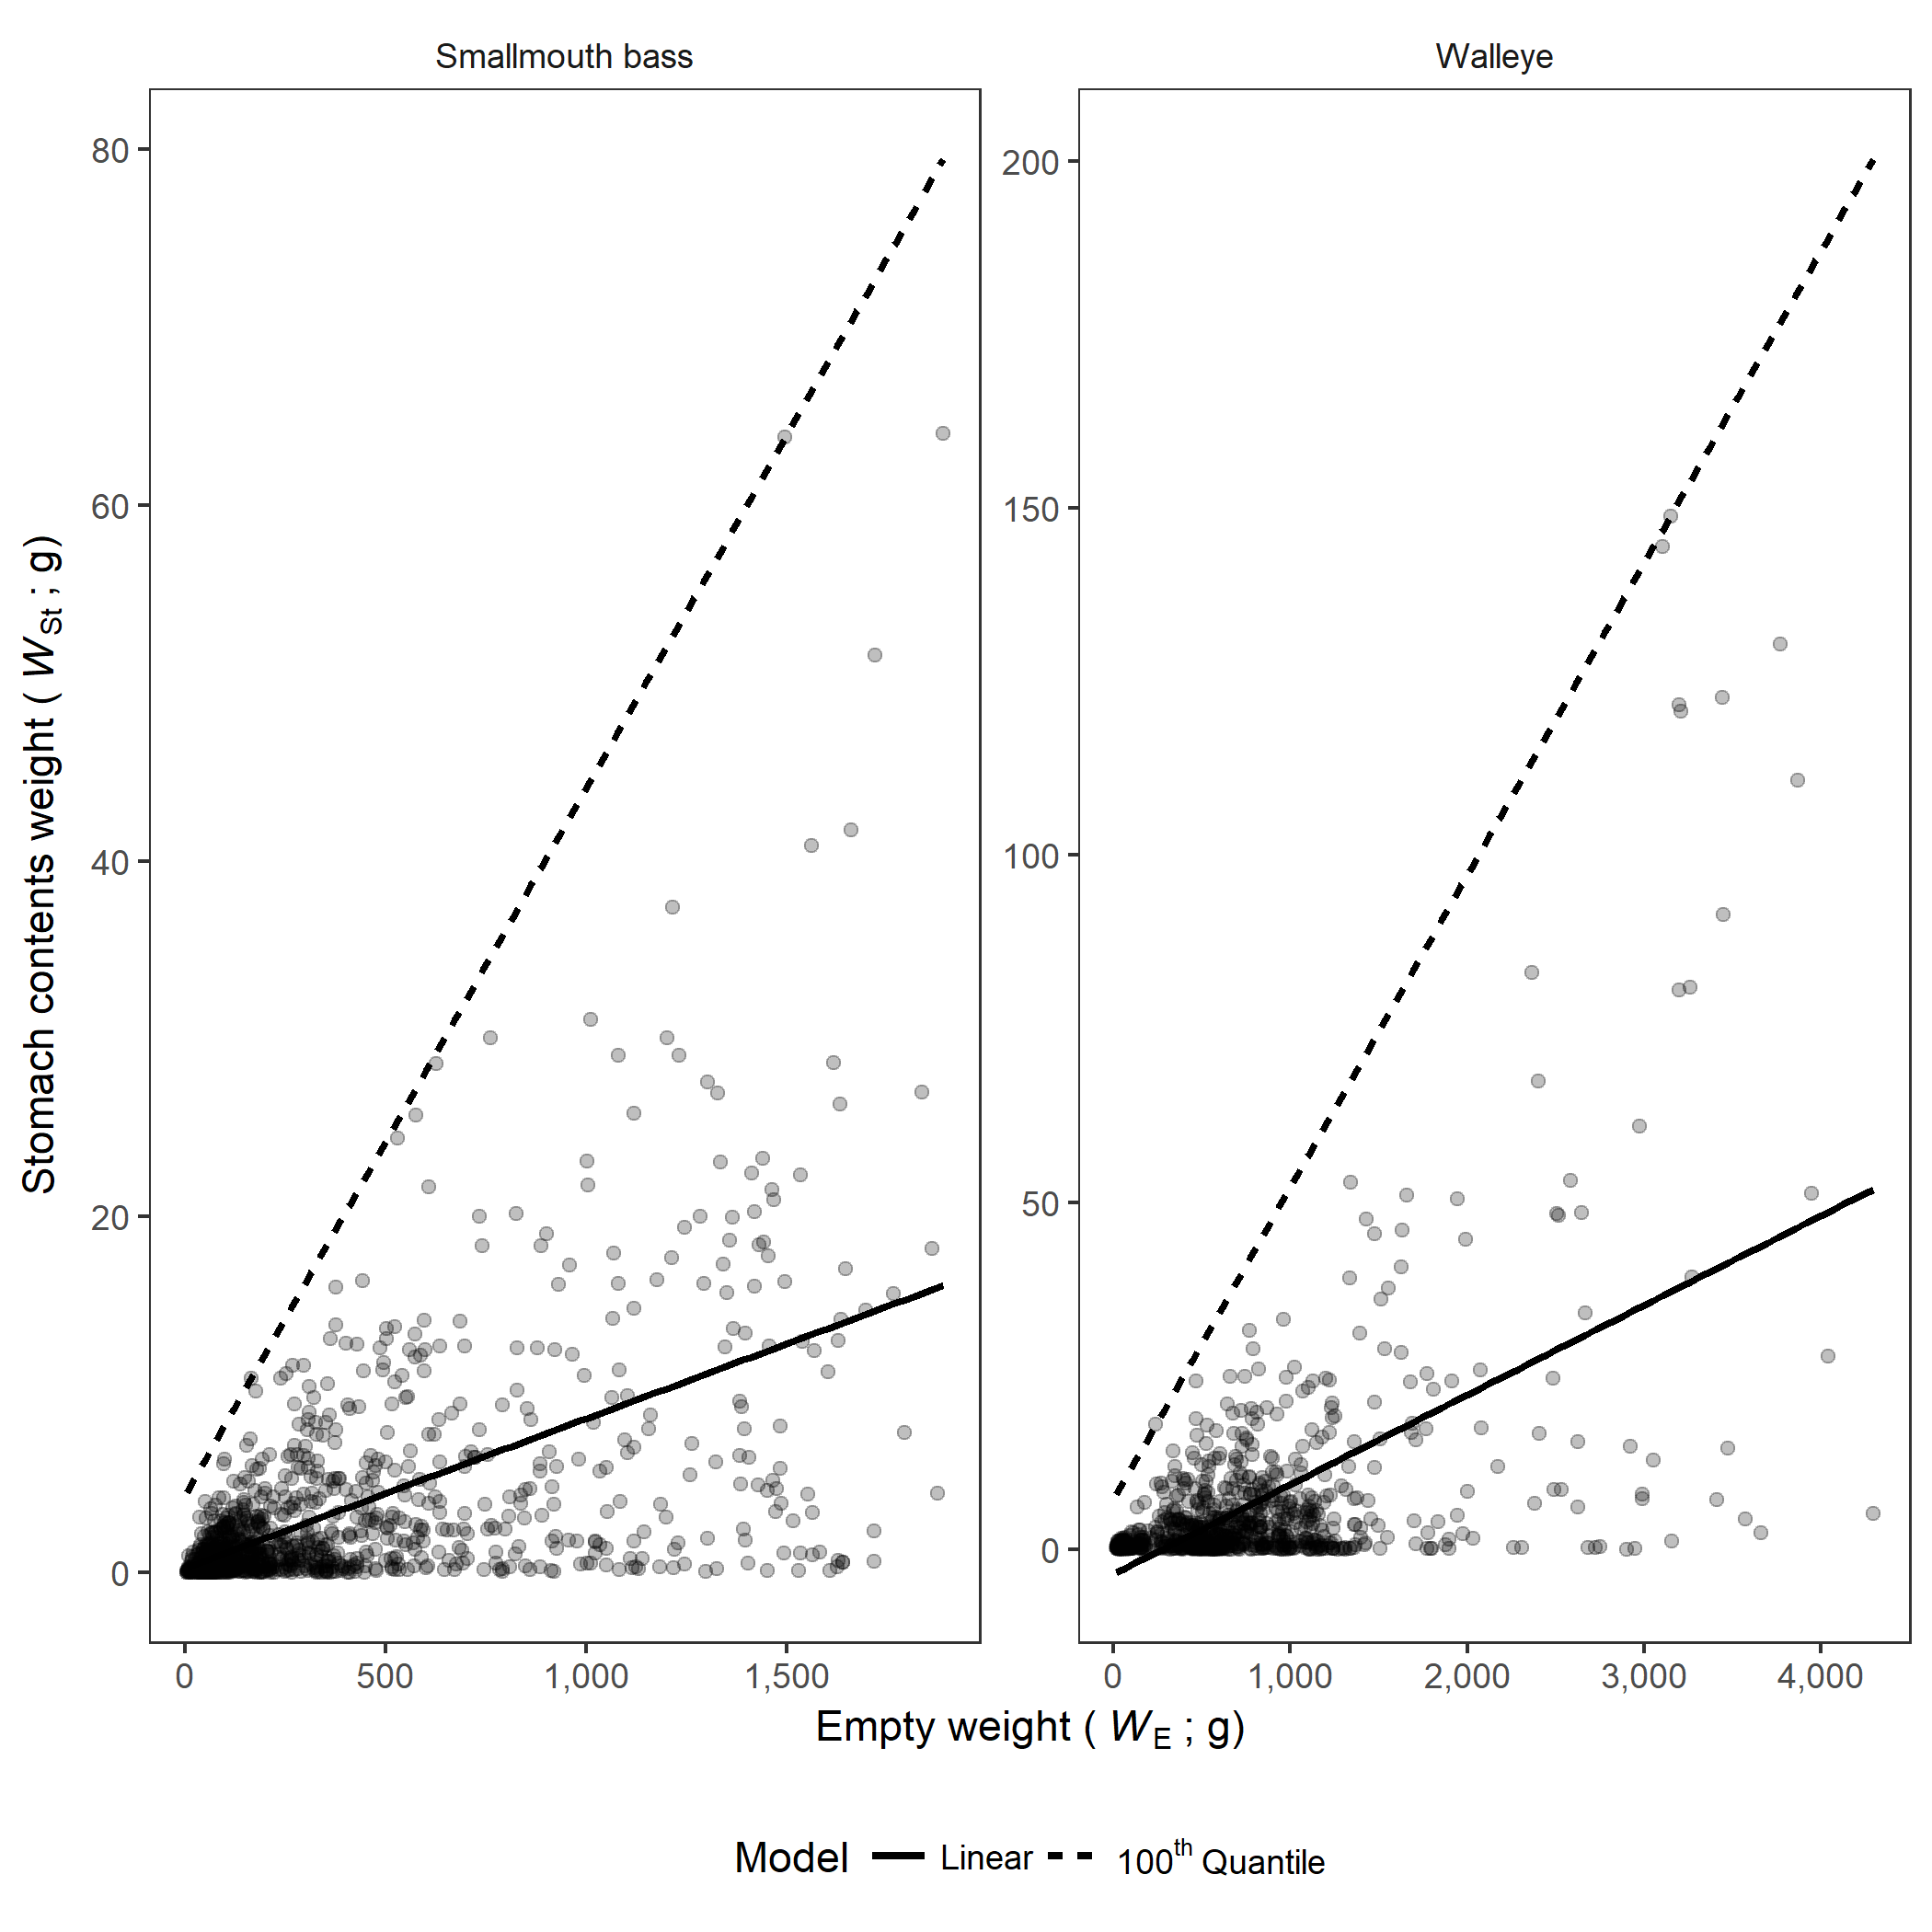 Smallmouth bass
Walleye
80
60
40
20
0
200
150
100
50
0
Stomach contents weight ( WSt ; g)
0 500 1,000 1,500
0 1,000 2,000 3,000 4,000
Empty weight ( WE ; g)
Model Linear 100th Quantile